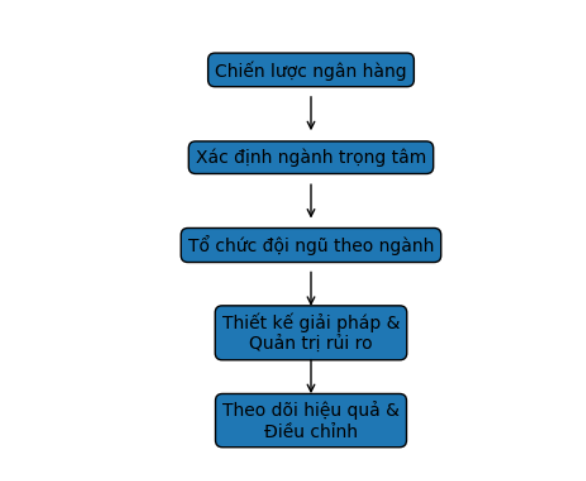 Chiến lược ngân hàng
Xác định ngành trọng tâm
Tổ chức đội ngũ theo ngành
Thiết kế giải pháp &
Quản trị rủi ro
Theo dõi hiệu quả &
Điều chỉnh